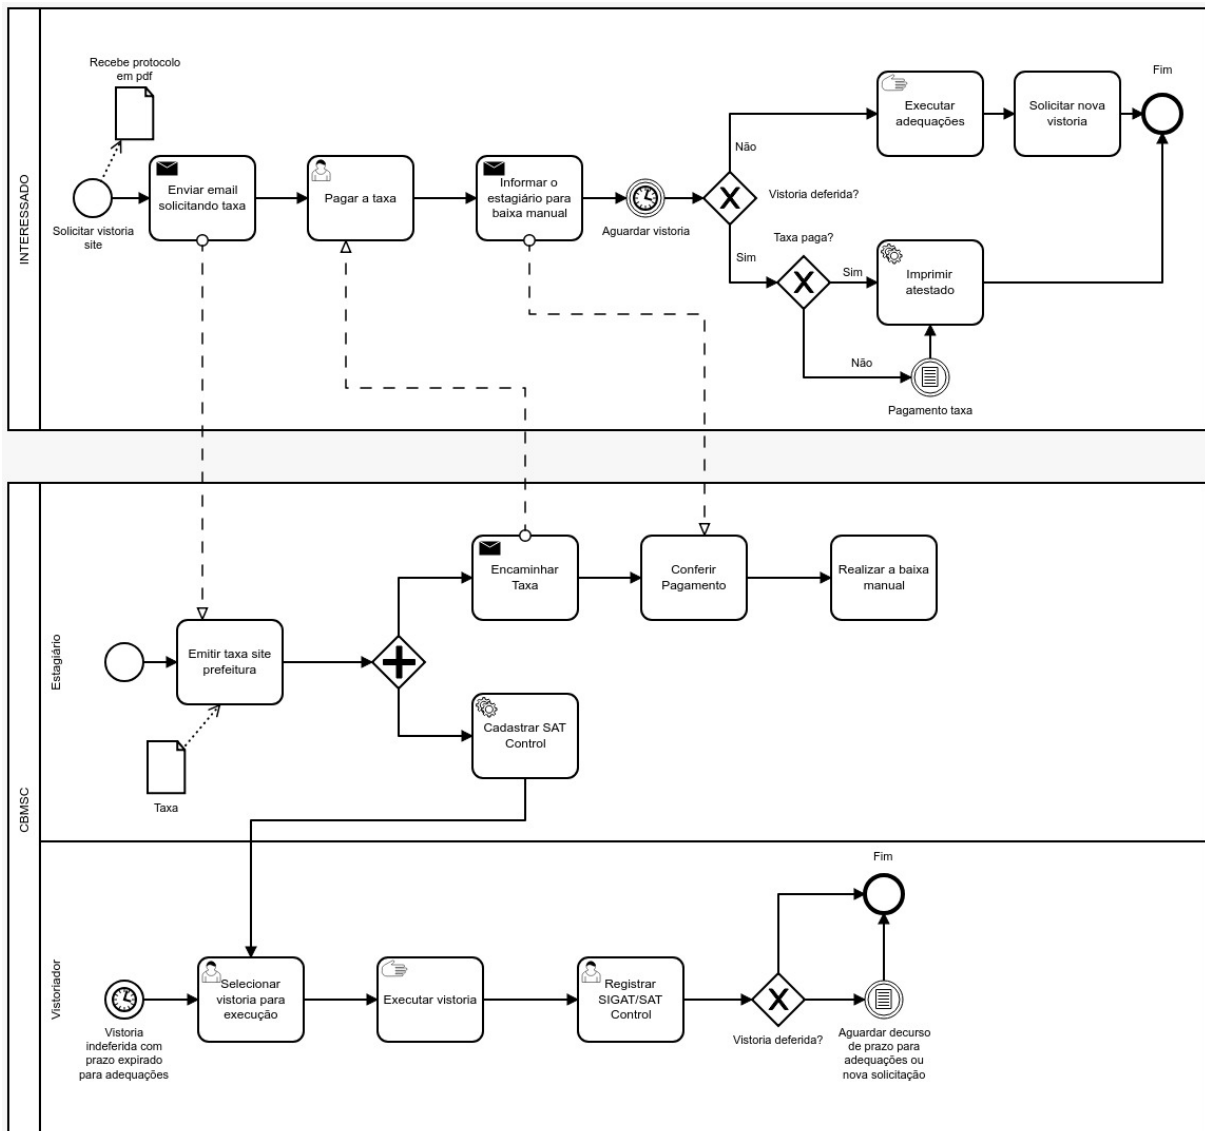 INTERESSADO
Recebe protocolo
em pdf
Solicitar vistoria
site
Enviar email
solicitando taxa
Pagar a taxa
Informar o
estagiário para
baixa manual
Aguardar vistoria
Vistoria deferida?
Não
Sim
Executar
adequações
Solicitar nova
vistoria
Fim
Taxa paga?
Sim
Não
Imprimir
atestado
Pagamento taxa
CBMSC
Estagiário
Emitir taxa site
prefeitura
Taxa
Encaminhar
Taxa
Conferir
Pagamento
Realizar a baixa
manual
Cadastrar SAT
Control
Vistoriador
Vistoria
indeferida com
prazo expirado
para adequações
Selecionar
vistoria para
execução
Executar vistoria
Registrar
SIGAT/SAT
Control
Vistoria deferida?
Fim
Aguardar decurso
de prazo para
adequações ou
nova solicitação